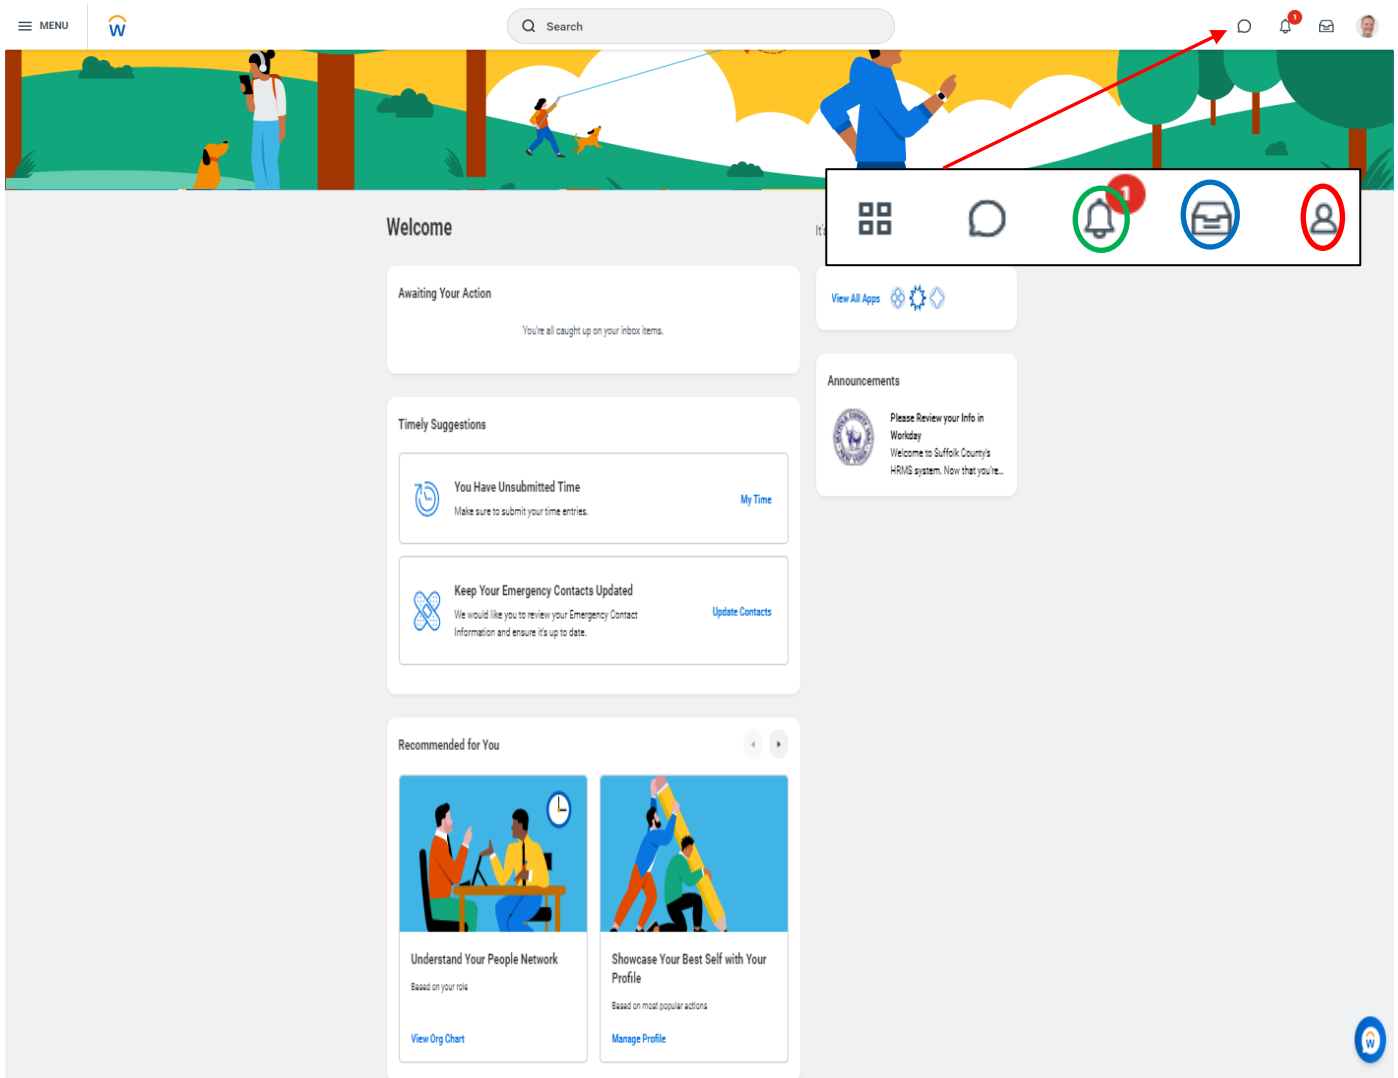 MENU
Search
1
1
Welcome
It's
Awaiting Your Action
You're all caught up on your inbox items.
View All Apps
Announcements
Please Review your Info in
Workday
Welcome to Suffolk County's
HRMS system. Now that you're...
Timely Suggestions
You Have Unsubmitted Time
Make sure to submit your time entries.
My Time
Keep Your Emergency Contacts Updated
We would like you to review your Emergency Contact
Information and ensure it's up to date.
Update Contacts
Recommended for You
Understand Your People Network
Based on your role
View Org Chart
Showcase Your Best Self with Your
Profile
Based on most popular actions
Manage Profile